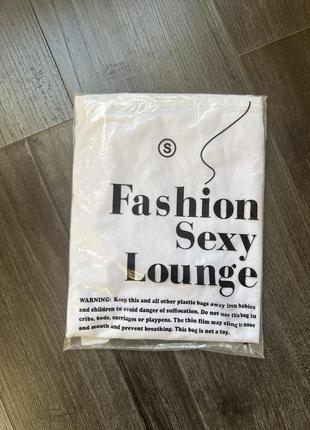 S
Fashion
Sexy
Lounge
WARNING: Keep this and all other plastic bags away from babies
and children to avoid danger of suffocation. Do not use this bag in
cribs, beds, carriages or playpens. The thin film may cling to nose
and mouth and prevent breathing. This bag is not a toy.